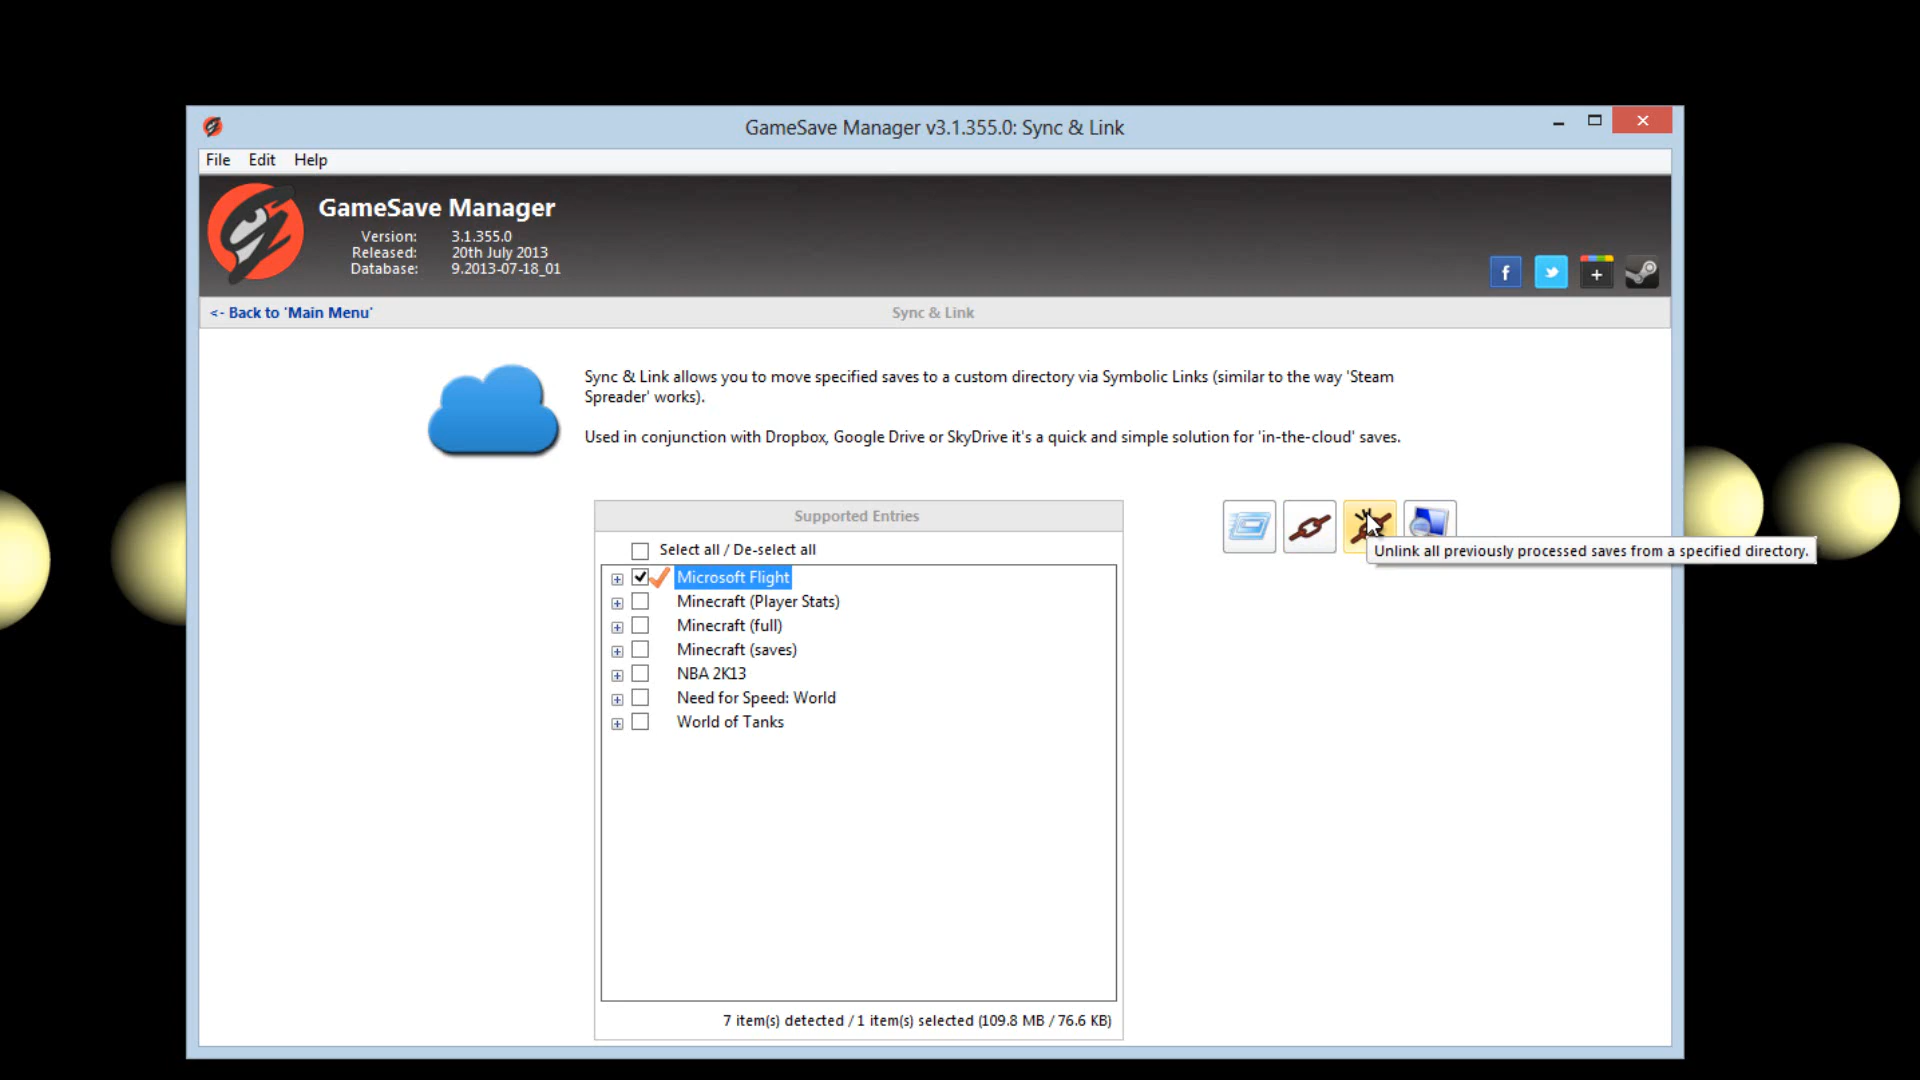 GameSave Manager v3.1.355.0: Sync & Link
File Edit Help
GameSave Manager
Version: 3.1.355.0
Released: 20th July 2013
Database: 9.2013-07-18_01
f + 
<- Back to 'Main Menu' Sync & Link
Sync & Link allows you to move specified saves to a custom directory via Symbolic Links (similar to the way 'Steam
Spreader' works).
Used in conjunction with Dropbox, Google Drive or SkyDrive it's a quick and simple solution for 'in-the-cloud' saves.
Supported Entries
Select all / De-select all
Unlink all previously processed saves from a specified directory.
Microsoft Flight
Minecraft (Player Stats)
Minecraft (full)
Minecraft (saves)
NBA 2K13
Need for Speed: World
World of Tanks
7 item(s) detected / 1 item(s) selected (109.8 MB / 76.6 KB)